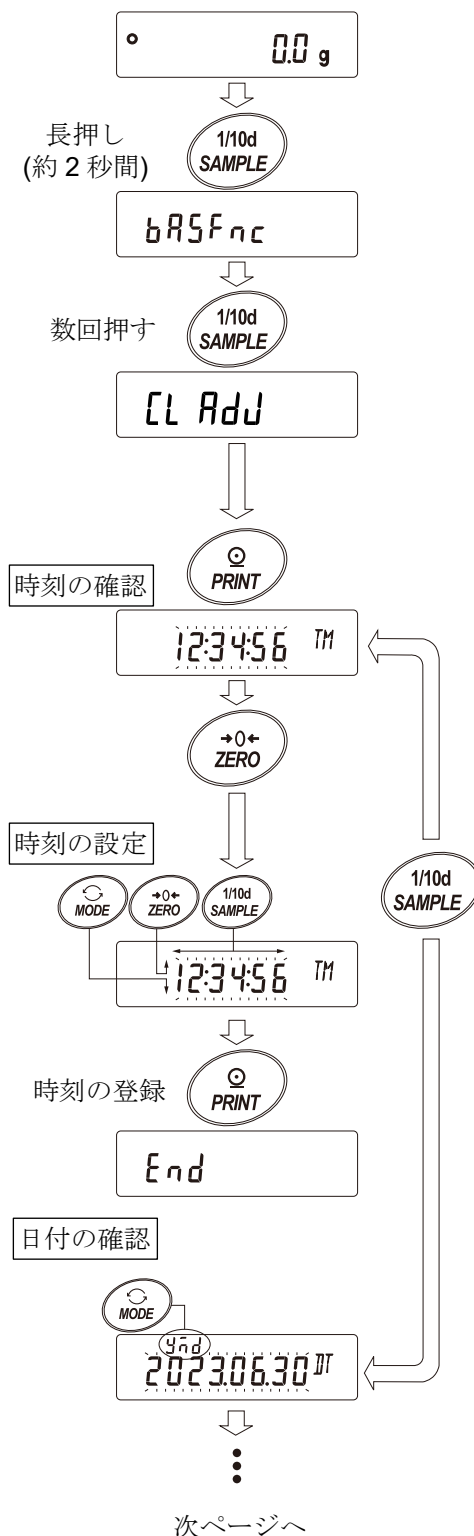 0.0 g
長押し
(約 2 秒間)
1/10d
SAMPLE
bASFnc
数回押す
1/10d
SAMPLE
CL AdJ
PRINT
時刻の確認
12:34:56 TM
→0←
ZERO
時刻の設定
MODE
→0←
ZERO
1/10d
SAMPLE
1/10d
SAMPLE
12:34:56 TM
時刻の登録
PRINT
End
日付の確認
MODE
ymd
2023.06.30 DT
次ページへ